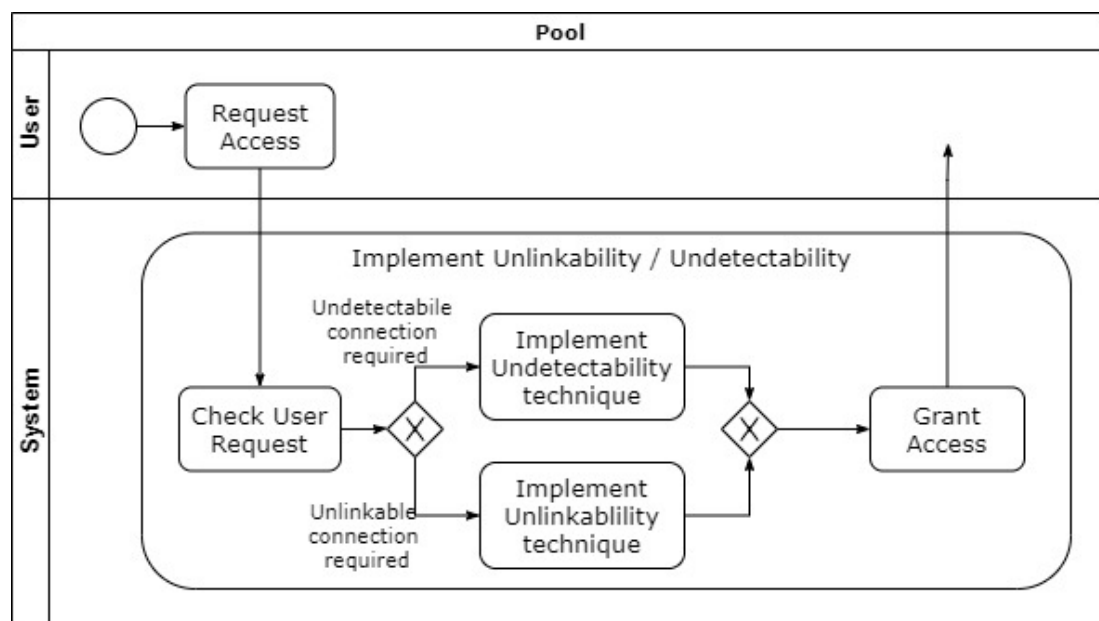 Pool
User
Request
Access
System
Implement Unlinkability / Undetectability
Undetectabile
connection
required
Implement
Undetectability
technique
Check User
Request
X
X
Grant
Access
Unlinkable
connection
required
Implement
Unlinkablility
technique